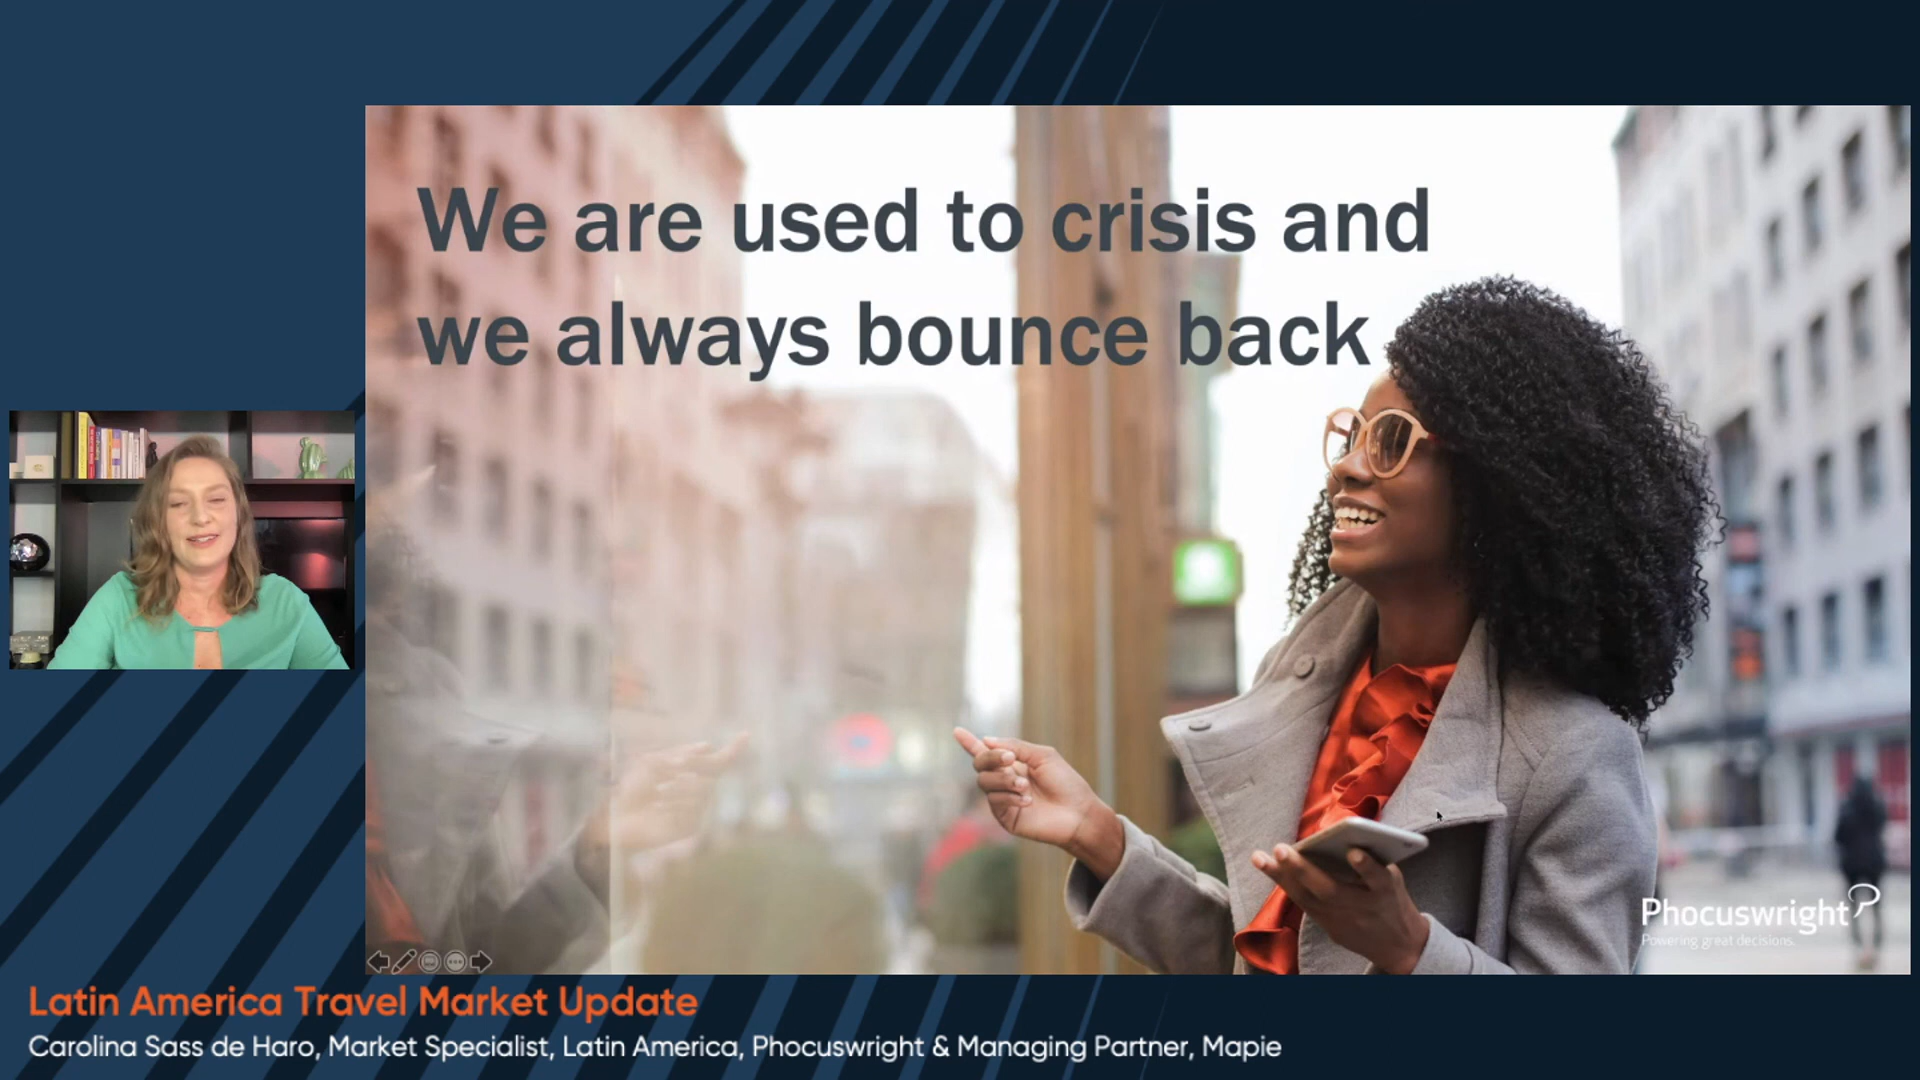 We are used to crisis and
we always bounce back
Phocuswright
Powering great decisions.
Latin America Travel Market Update
Carolina Sass de Haro, Market Specialist, Latin America, Phocuswright & Managing Partner, Mapie